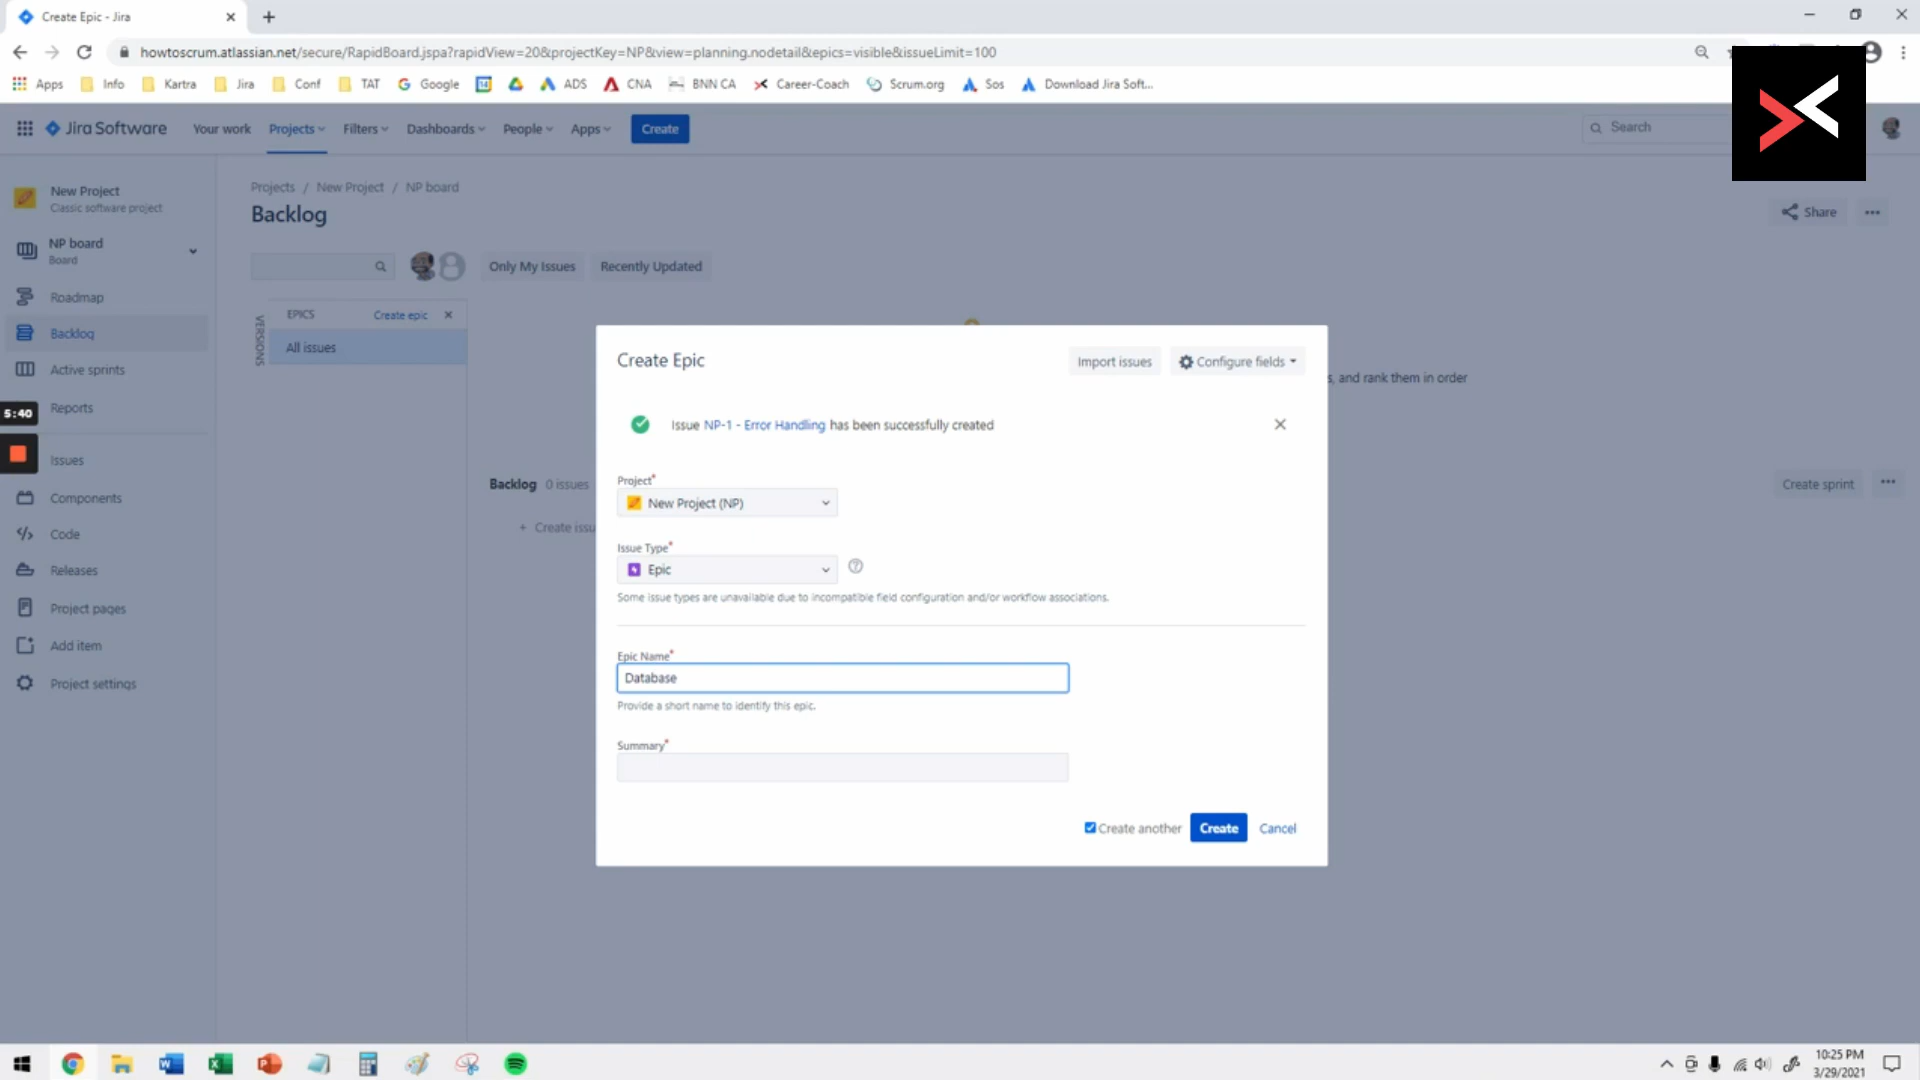 Create Epic - Jira
howtoscrum.atlassian.net/secure/RapidBoard.jspa?rapidView=20&projectKey=NP&view=planning.nodetail&epics=visible&issueLimit=100
Apps Info Kartra Jira Conf TAT Google ADS CNA BNN CA Career-Coach Scrum.org Sos Download Jira Soft...
Jira Software Your work Projects Filters Dashboards People Apps Create Search
New Project
Classic software project
NP board
Board
Roadmap
Backlog
Active sprints
5:40
Reports
Issues
Components
Code
Releases
Project pages
Add item
Project settings
Projects / New Project / NP board
Backlog
Share
Only My Issues Recently Updated
VERSIONS
EPICS Create epic
All issues
s, and rank them in order
Backlog 0 issues
Create sprint
+ Create issu
Create Epic
Import issues Configure fields
Issue NP-1 - Error Handling has been successfully created
Project*
New Project (NP)
Issue Type*
Epic
Some issue types are unavailable due to incompatible field configuration and/or workflow associations.
Epic Name*
Database
Provide a short name to identify this epic.
Summary*
Create another Create Cancel
10:25 PM
3/29/2021